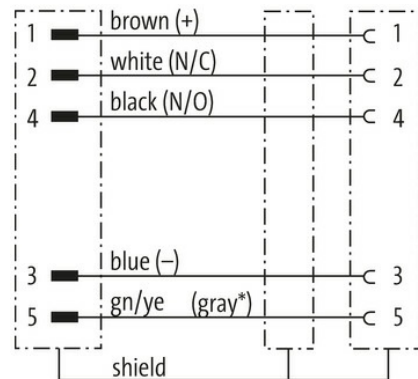 1 brown (+) 1
2 white (N/C) 2
4 black (N/O) 4
3 blue (–) 3
5 gn/ye (gray*) 5
shield